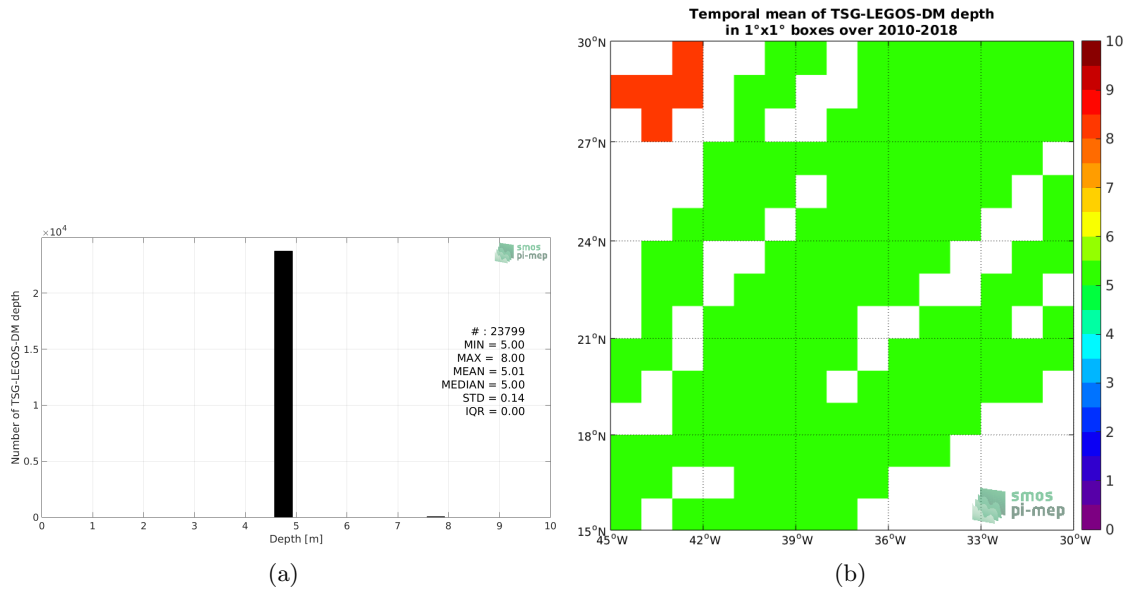 ×10⁴
2
1.5
1
0.5
0
0 1 2 3 4 5 6 7 8 9 10
Number of TSG-LEGOS-DM depth
Depth [m]
smos
pi-mep
# : 23799
MIN = 5.00
MAX = 8.00
MEAN = 5.01
MEDIAN = 5.00
STD = 0.14
IQR = 0.00
(a)
Temporal mean of TSG-LEGOS-DM depth
in 1°x1° boxes over 2010-2018
30°N
27°N
24°N
21°N
18°N
15°N
45°W 42°W 39°W 36°W 33°W 30°W
smos
pi-mep
10
9
8
7
6
5
4
3
2
1
0
(b)